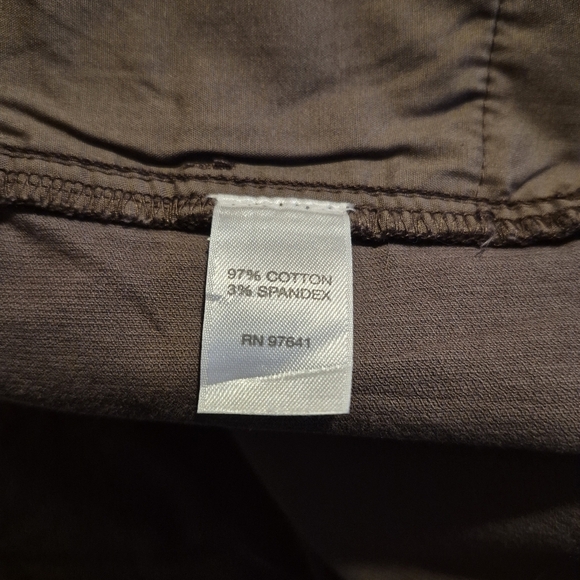 97% COTTON
3% SPANDEX
RN 97641